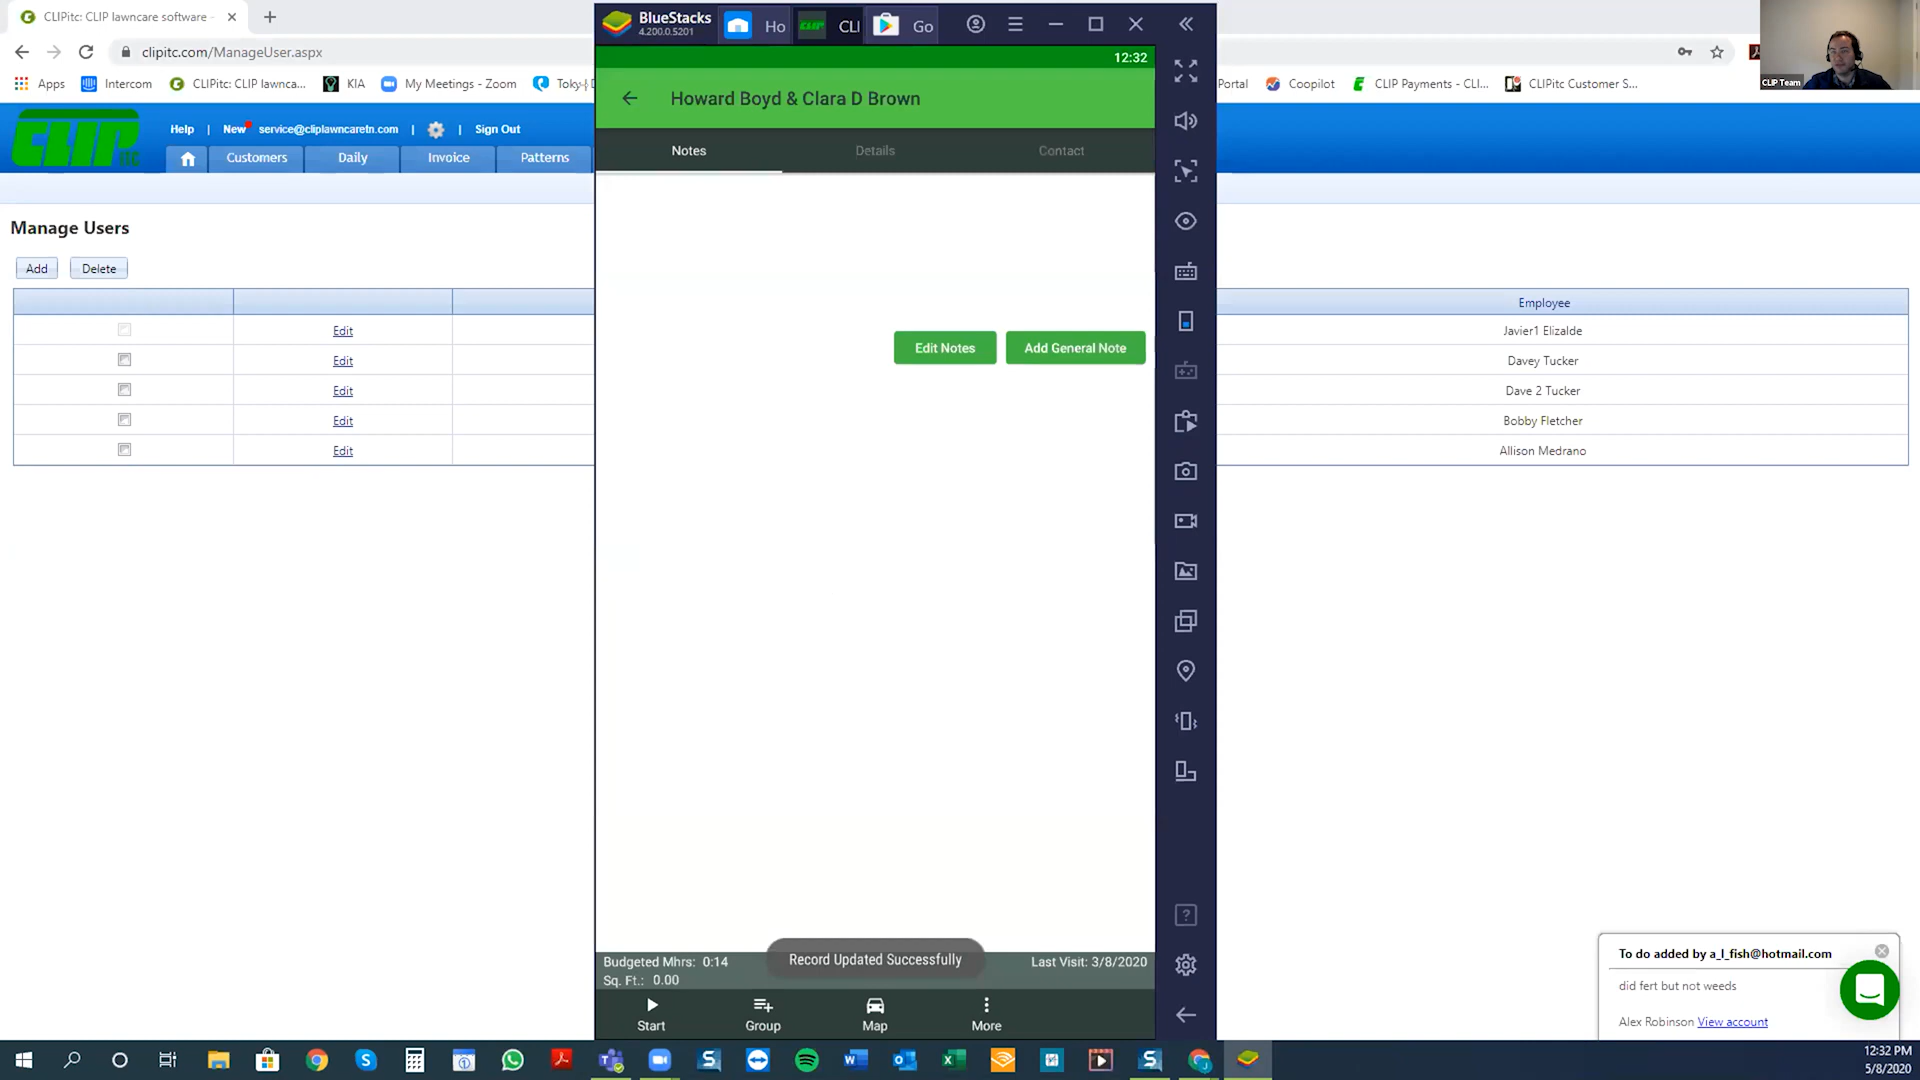 CLIPitc: CLIP lawncare software -
clipitc.com/ManageUser.aspx
Apps
Intercom
CLIPitc: CLIP lawnca...
KIA
My Meetings - Zoom
Portal
Coopilot
CLIP Payments - CLI...
CLIPitc Customer S...
CLIP Team
CLIP
ITC
Help | New service@cliplawncaretn.com | | Sign Out
Customers
Daily
Invoice
Patterns
Manage Users
Add
Delete
Employee
Edit
Javier1 Elizalde
Edit
Davey Tucker
Edit
Dave 2 Tucker
Edit
Bobby Fletcher
Edit
Allison Medrano
BlueStacks
4.200.0.5201
Ho
CLIP
CLI
Go
12:32
Howard Boyd & Clara D Brown
Notes
Details
Contact
Edit Notes
Add General Note
Budgeted Mhrs: 0:14
Record Updated Successfully
Last Visit: 3/8/2020
Sq. Ft.: 0.00
Start
Group
Map
More
To do added by a_l_fish@hotmail.com
did fert but not weeds
Alex Robinson View account
12:32 PM
5/8/2020